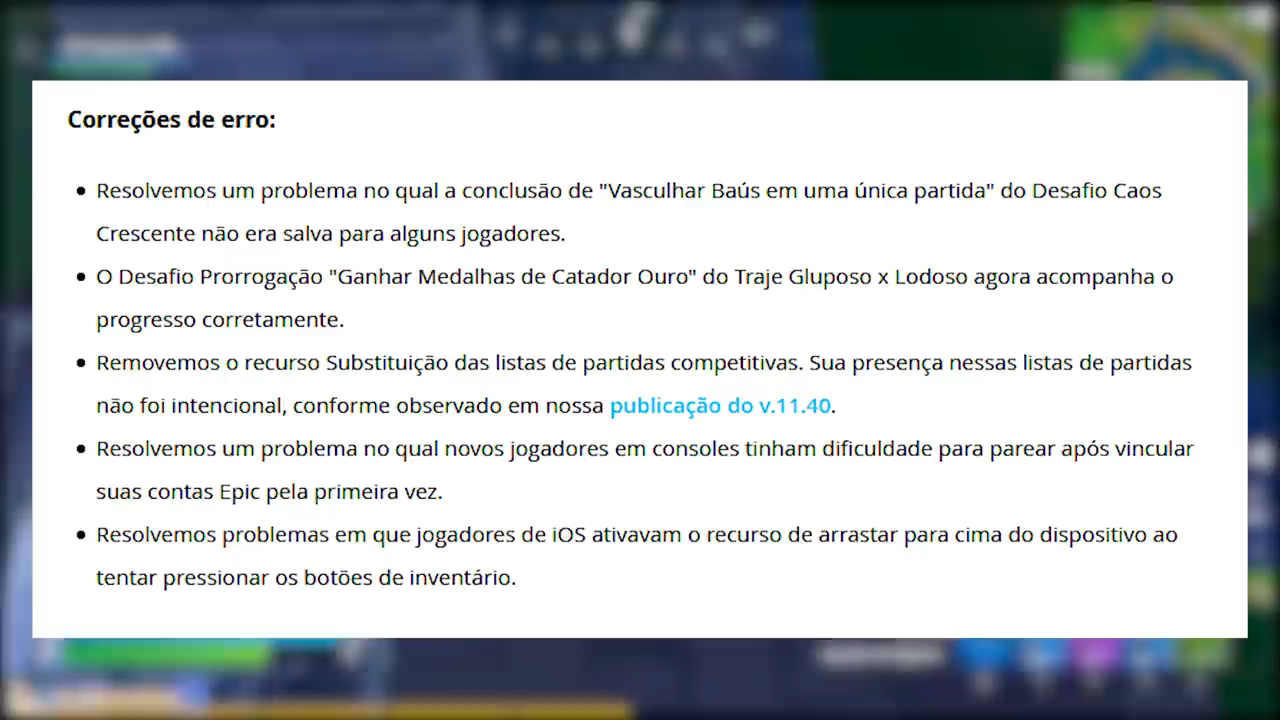 Correções de erro:
• Resolvemos um problema no qual a conclusão de "Vasculhar Baús em uma única partida" do Desafio Caos
Crescente não era salva para alguns jogadores.
• O Desafio Prorrogação "Ganhar Medalhas de Catador Ouro" do Traje Gluposo x Lodoso agora acompanha o
progresso corretamente.
• Removemos o recurso Substituição das listas de partidas competitivas. Sua presença nessas listas de partidas
não foi intencional, conforme observado em nossa publicação do v.11.40.
• Resolvemos um problema no qual novos jogadores em consoles tinham dificuldade para parear após vincular
suas contas Epic pela primeira vez.
• Resolvemos problemas em que jogadores de iOS ativavam o recurso de arrastar para cima do dispositivo ao
tentar pressionar os botões de inventário.